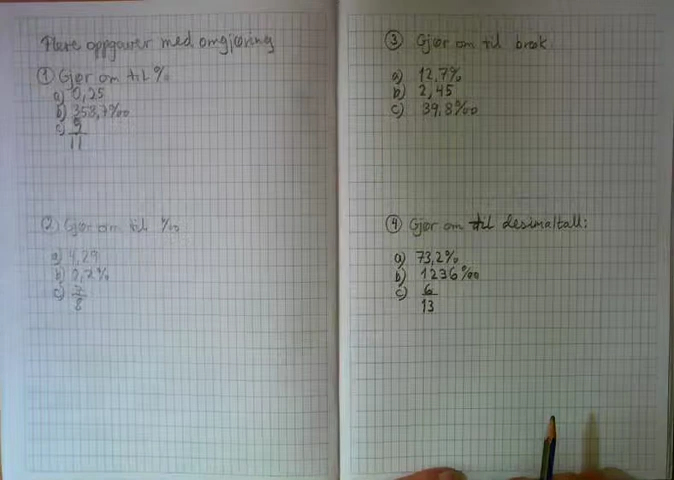 Flere oppgaver med omgjøring
① Gjør om til %
a) 0,25
b) 358,7‰
c) 9
11
② Gjør om til ‰
a) 4,29
b) 0,7%
c) 7
8
③ Gjør om til brøk
a) 12,7%
b) 2,45
c) 39,8‰
④ Gjør om til desimaltall:
a) 73,2%
b) 1236‰
c) 6
13